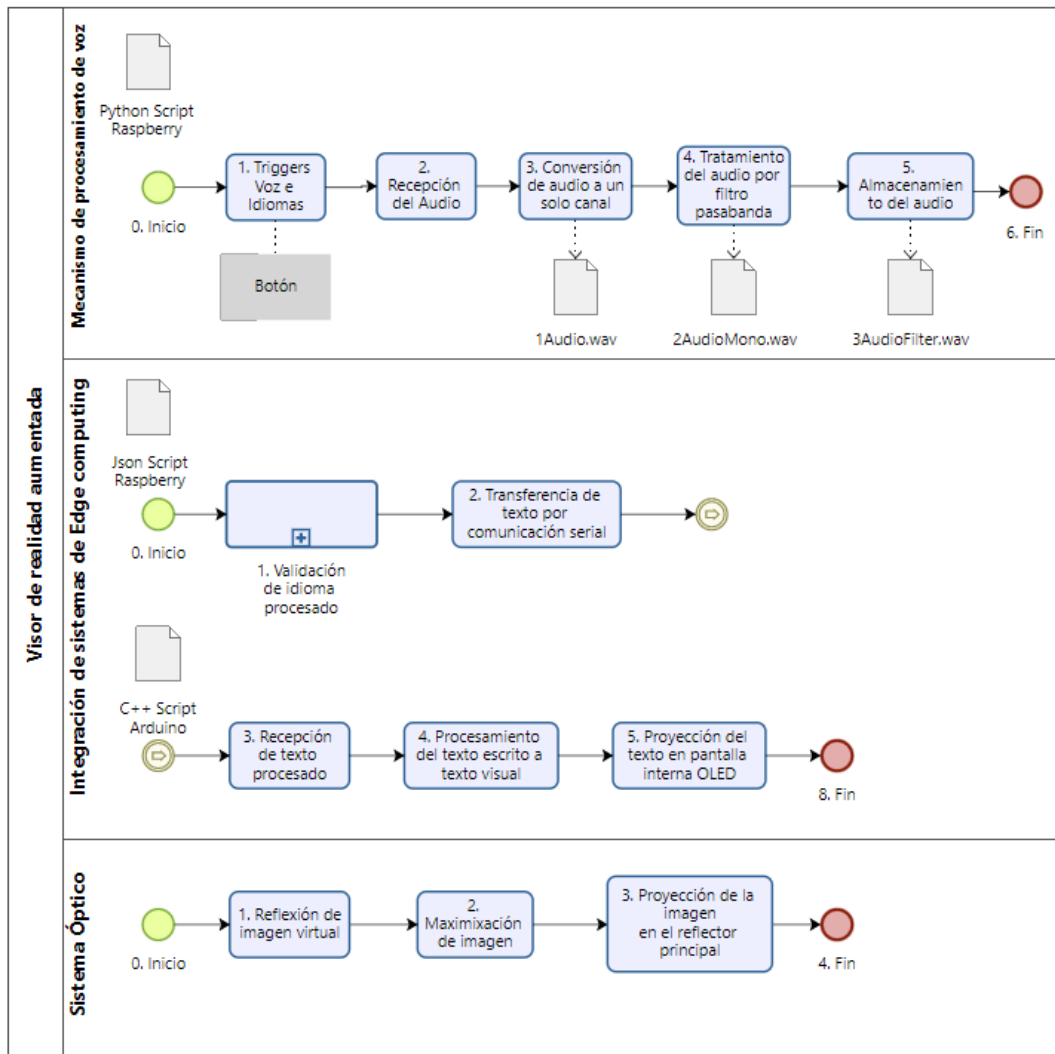 Visor de realidad aumentada
Mecanismo de procesamiento de voz
Python Script
Raspberry
0. Inicio
1. Triggers
Voz e
Idiomas
Botón
2.
Recepción
del Audio
3. Conversión
de audio a un
solo canal
1Audio.wav
4. Tratamiento
del audio por
filtro
pasabanda
2AudioMono.wav
5.
Almacenamien
to del audio
3AudioFilter.wav
6. Fin
Integración de sistemas de Edge computing
Json Script
Raspberry
0. Inicio
1. Validación
de idioma
procesado
2. Transferencia de
texto por
comunicación serial
C++ Script
Arduino
3. Recepción
de texto
procesado
4. Procesamiento
del texto escrito a
texto visual
5. Proyección del
texto en pantalla
interna OLED
8. Fin
Sistema Óptico
0. Inicio
1. Reflexión de
imagen virtual
2.
Maximixación
de imagen
3. Proyección de la
imagen
en el reflector
principal
4. Fin